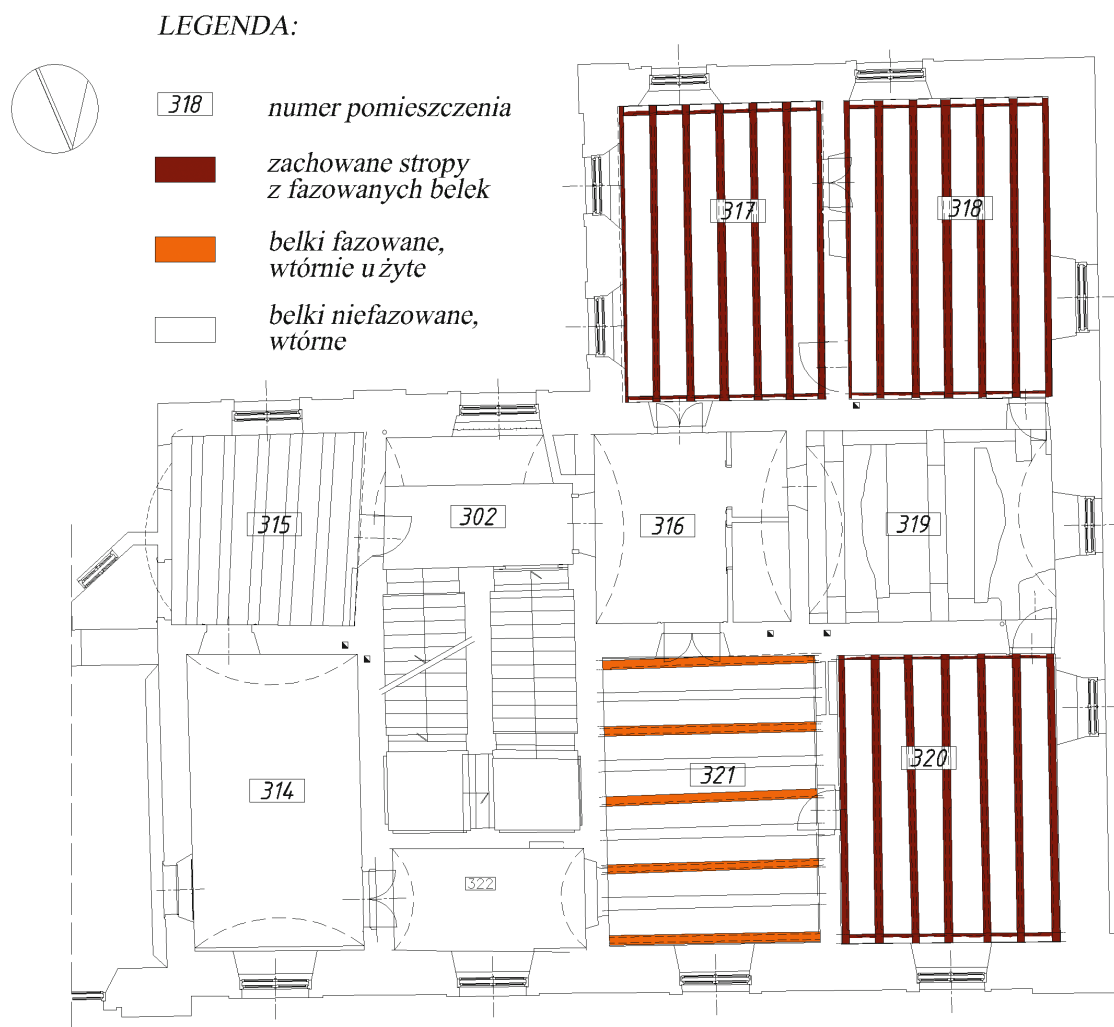 LEGENDA:
318 numer pomieszczenia
zachowane stropy
z fazowanych belek
belki fazowane,
wtórnie użyte
belki niefazowane,
wtórne
317
318
315
302
316
319
314
321
320
322